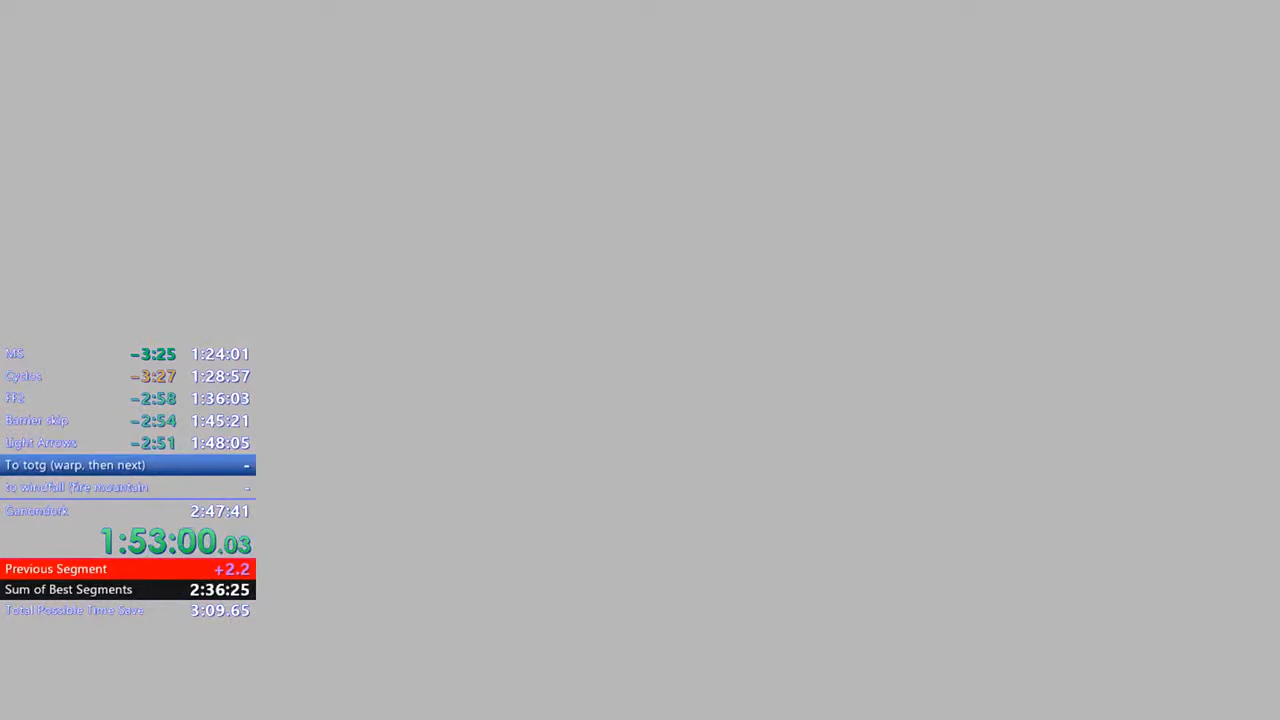 MS -3:25 1:24:01
Cyclos -3:27 1:28:57
FF2 -2:58 1:36:03
Barrier skip -2:54 1:45:21
Light Arrows -2:51 1:48:05
To totg (warp, then next) -
to windfall (fire mountain -
Ganondork 2:47:41
1:53:00.03
Previous Segment +2.2
Sum of Best Segments 2:36:25
Total Possible Time Save 3:09.65